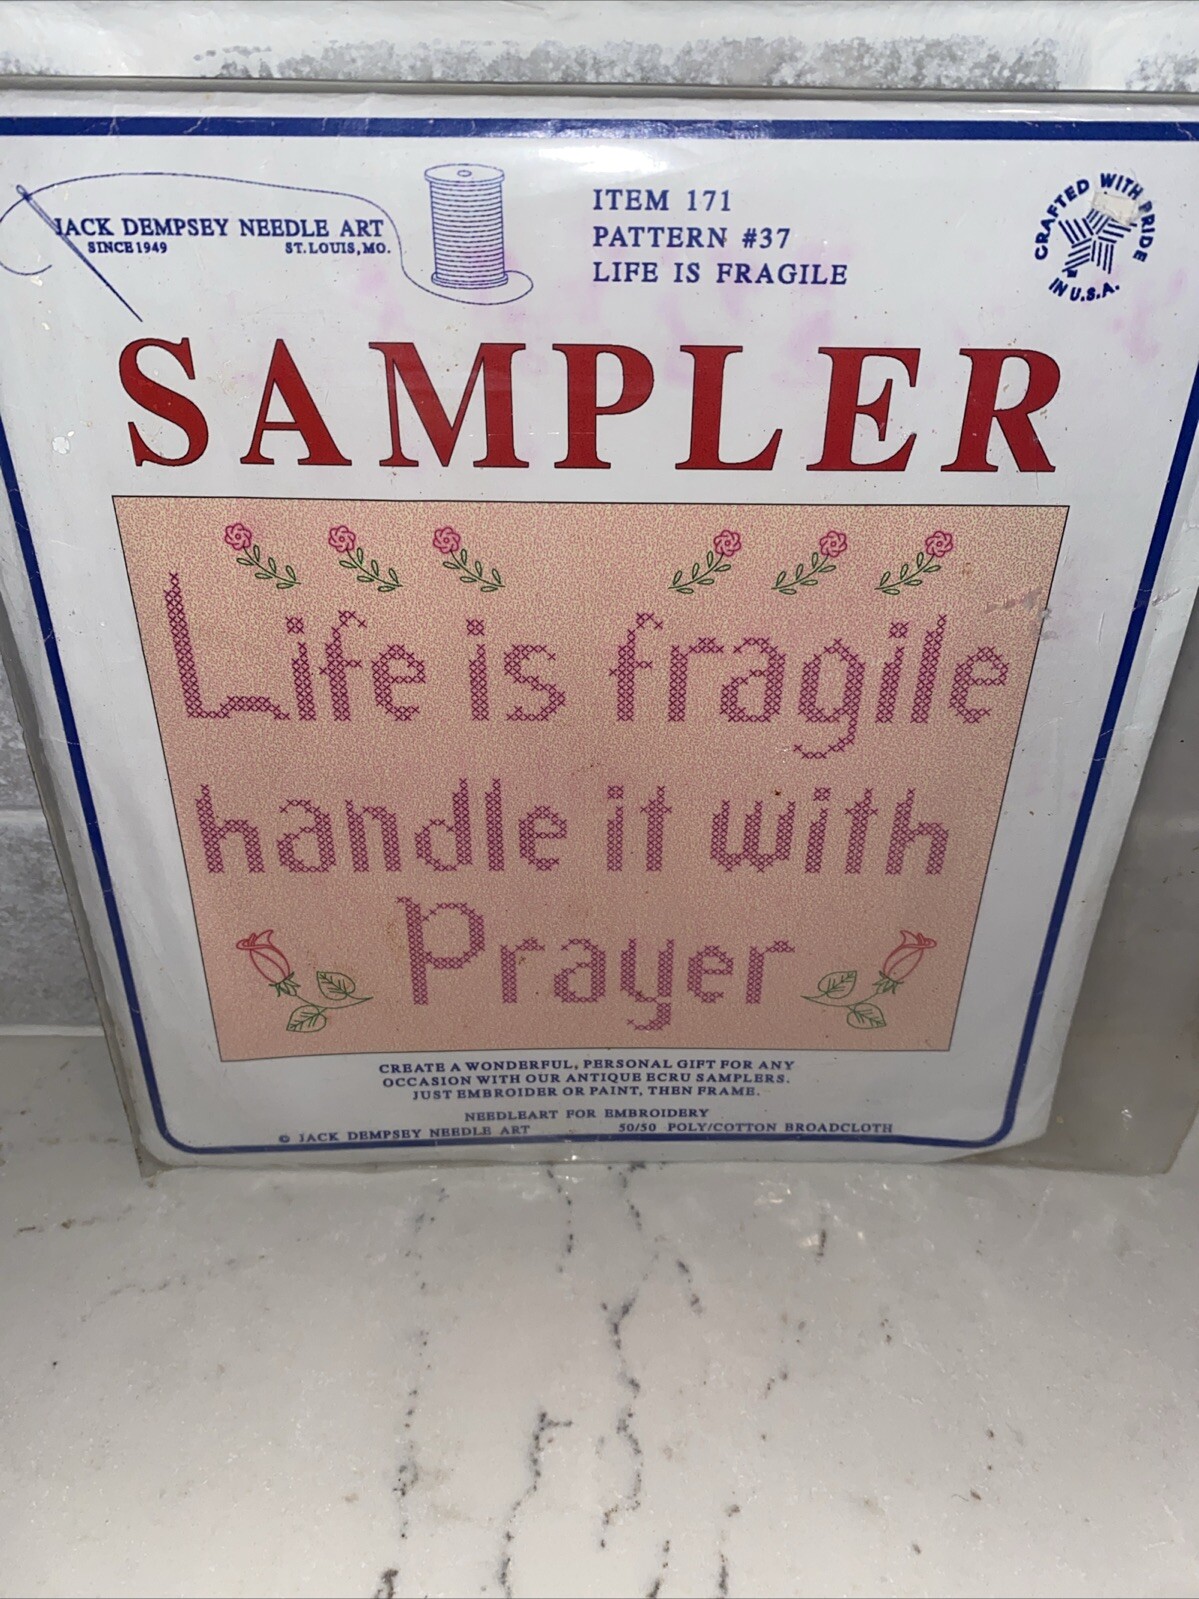 JACK DEMPSEY NEEDLE ART
SINCE 1949 ST. LOUIS, MO.
ITEM 171
PATTERN #37
LIFE IS FRAGILE
CRAFTED WITH PRIDE
IN U.S.A.
SAMPLER
Life is fragile
handle it with
Prayer
CREATE A WONDERFUL, PERSONAL GIFT FOR ANY
OCCASION WITH OUR ANTIQUE ECRU SAMPLERS.
JUST EMBROIDER OR PAINT, THEN FRAME.
NEEDLEART FOR EMBROIDERY
© JACK DEMPSEY NEEDLE ART 50/50 POLY/COTTON BROADCLOTH